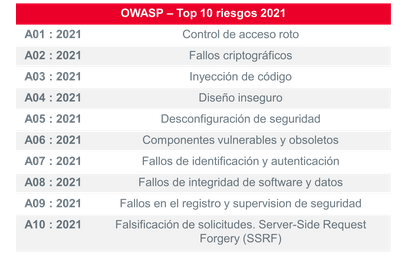 OWASP – Top 10 riesgos 2021
A01 : 2021 Control de acceso roto
A02 : 2021 Fallos criptográficos
A03 : 2021 Inyección de código
A04 : 2021 Diseño inseguro
A05 : 2021 Desconfiguración de seguridad
A06 : 2021 Componentes vulnerables y obsoletos
A07 : 2021 Fallos de identificación y autenticación
A08 : 2021 Fallos de integridad de software y datos
A09 : 2021 Fallos en el registro y supervision de seguridad
A10 : 2021 Falsificación de solicitudes. Server-Side Request
Forgery (SSRF)